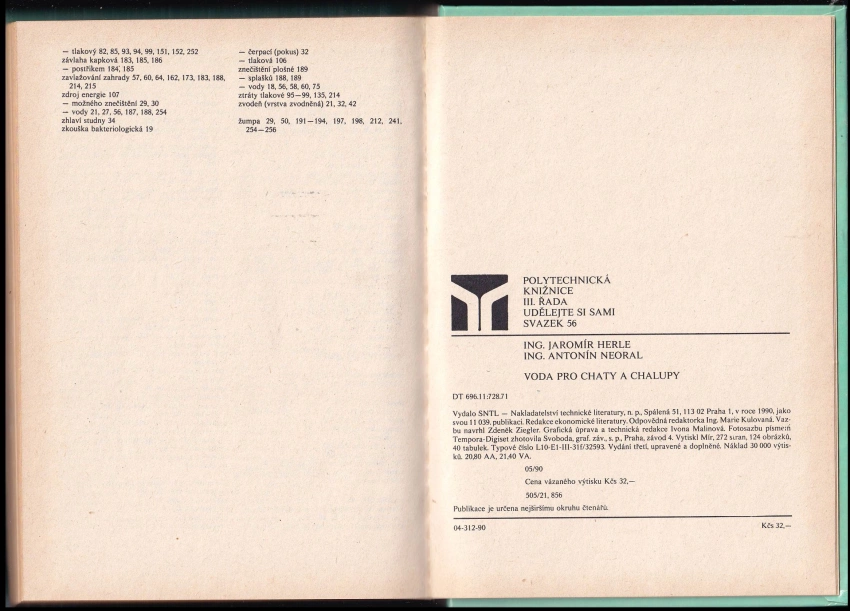 — tlakový 82, 85, 93, 94, 99, 151, 152, 252
závlaha kapková 183, 185, 186
— postřikem 184, 185
zavlažování zahrady 57, 60, 64, 162, 173, 183, 188,
214, 215
zdroj energie 107
— možného znečištění 29, 30
— vody 21, 27, 56, 187, 188, 254
zhlaví studny 34
zkouška bakteriologická 19
— čerpací (pokus) 32
— tlaková 106
znečištění plošné 189
— splašků 188, 189
— vody 18, 56, 58, 60, 75
ztráty tlakové 95—99, 135, 214
zvodeň (vrstva zvodněná) 21, 32, 42
žumpa 29, 50, 191—194, 197, 198, 212, 241,
254—256
POLYTECHNICKÁ
KNIŽNICE
III. ŘADA
UDĚLEJTE SI SAMI
SVAZEK 56
ING. JAROMÍR HERLE
ING. ANTONÍN NEORAL
VODA PRO CHATY A CHALUPY
DT 696.11:728.71
Vydalo SNTL — Nakladatelství technické literatury, n. p., Spálená 51, 113 02 Praha 1, v roce 1990, jako
svou 11 039. publikaci. Redakce ekonomické literatury. Odpovědná redaktorka Ing. Marie Kulovaná. Vaz-
bu navrhl Zdeněk Ziegler. Grafická úprava a technická redakce Ivona Malinová. Fotosazbu písmem
Tempora-Digiset zhotovila Svoboda, graf. záv., s. p., Praha, závod 4. Vytiskl Mír, 272 stran, 124 obrázků,
40 tabulek. Typové číslo L10-E1-III-31f/32593. Vydání třetí, upravené a doplněné. Náklad 30 000 výtis-
ků. 20,80 AA, 21,40 VA.
05/90
Cena vázaného výtisku Kčs 32,—
505/21, 856
Publikace je určena nejširšímu okruhu čtenářů.
04-312-90
Kčs 32,—